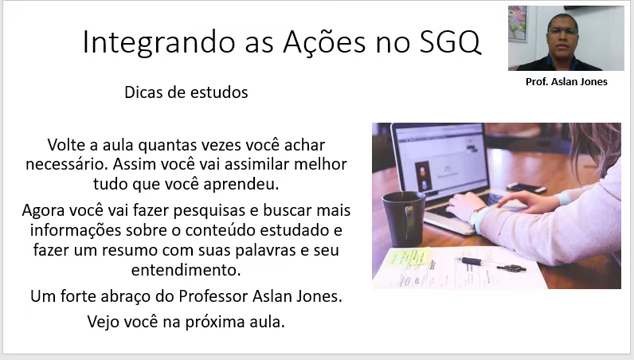 Integrando as Ações no SGQ
Prof. Aslan Jones
Dicas de estudos
Volte a aula quantas vezes você achar
necessário. Assim você vai assimilar melhor
tudo que você aprendeu.
Agora você vai fazer pesquisas e buscar mais
informações sobre o conteúdo estudado e
fazer um resumo com suas palavras e seu
entendimento.
Um forte abraço do Professor Aslan Jones.
Vejo você na próxima aula.